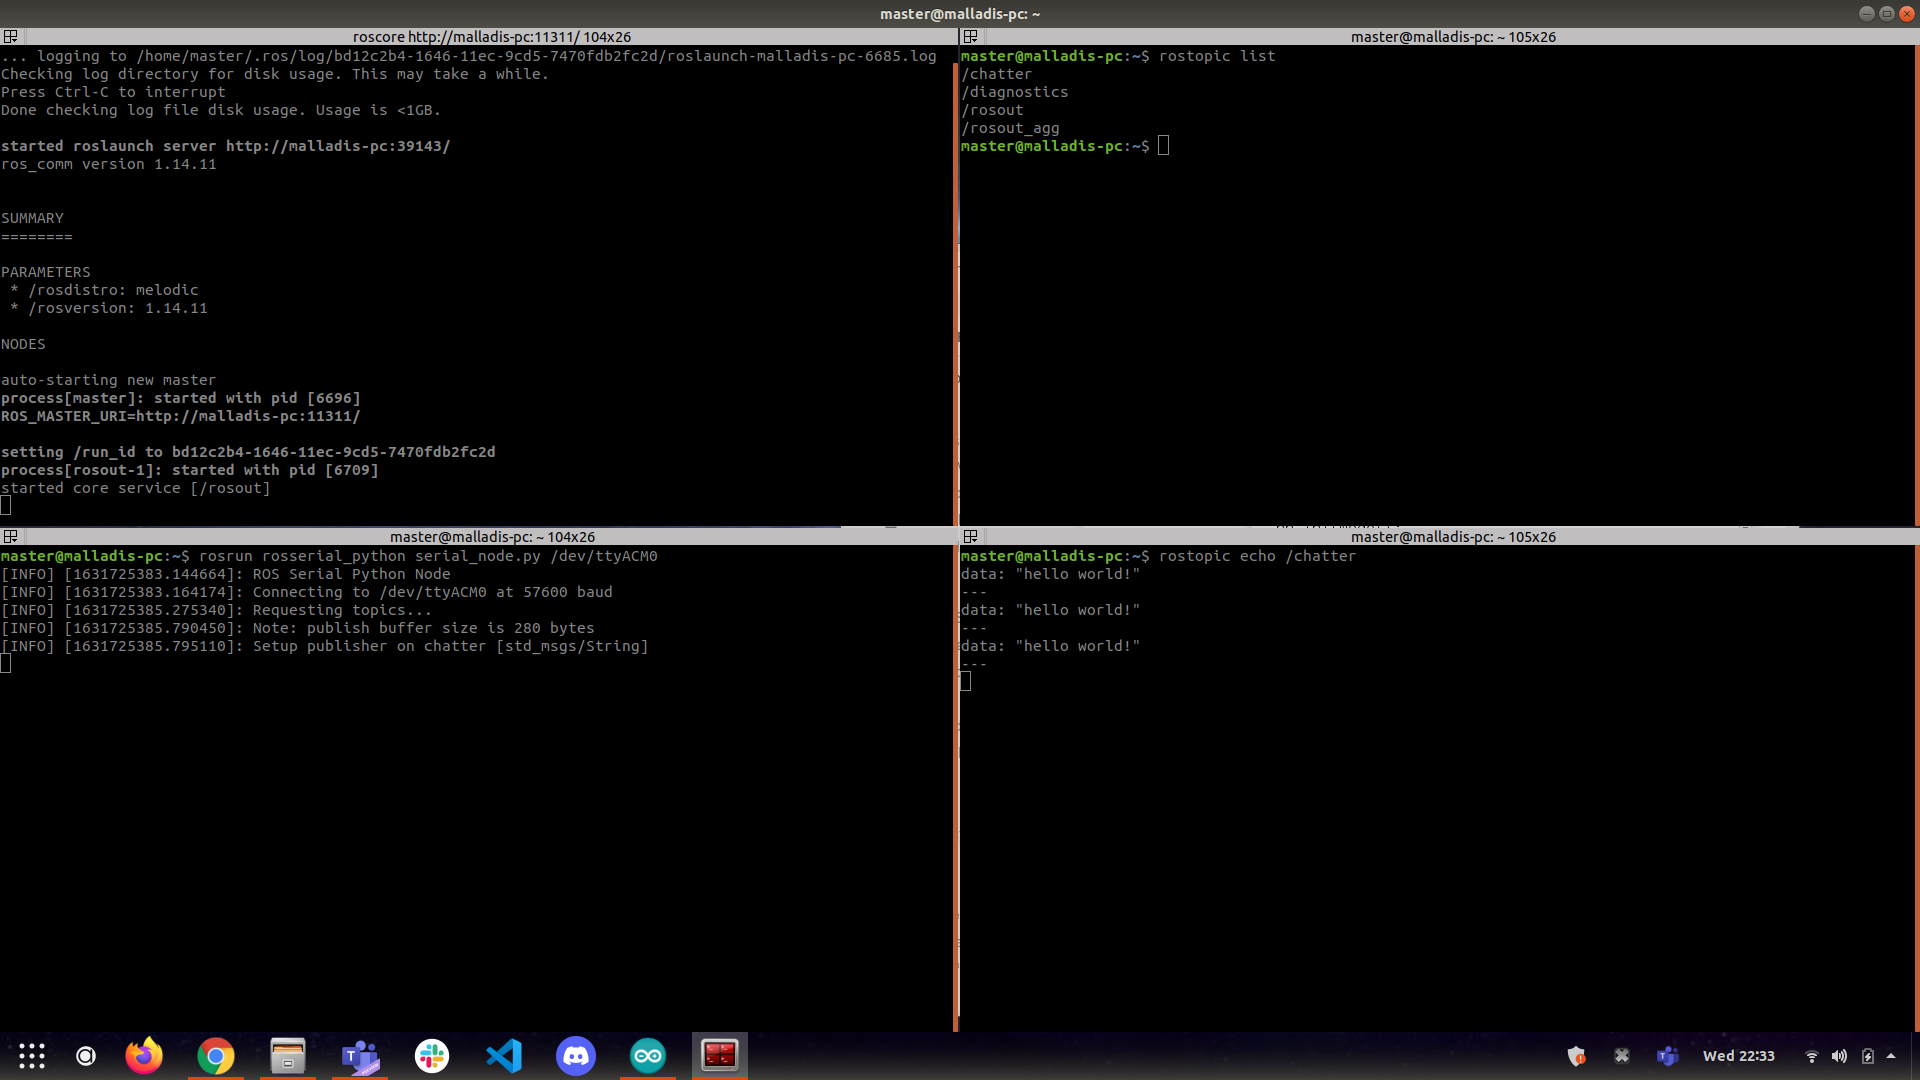 master@malladis-pc: ~
roscore http://malladis-pc:11311/ 104x26
... logging to /home/master/.ros/log/bd12c2b4-1646-11ec-9cd5-7470fdb2fc2d/roslaunch-malladis-pc-6685.log
Checking log directory for disk usage. This may take a while.
Press Ctrl-C to interrupt
Done checking log file disk usage. Usage is <1GB.
started roslaunch server http://malladis-pc:39143/
ros_comm version 1.14.11
SUMMARY
========
PARAMETERS
* /rosdistro: melodic
* /rosversion: 1.14.11
NODES
auto-starting new master
process[master]: started with pid [6696]
ROS_MASTER_URI=http://malladis-pc:11311/
setting /run_id to bd12c2b4-1646-11ec-9cd5-7470fdb2fc2d
process[rosout-1]: started with pid [6709]
started core service [/rosout]
master@malladis-pc: ~ 105x26
master@malladis-pc:~$ rostopic list
/chatter
/diagnostics
/rosout
/rosout_agg
master@malladis-pc:~$
master@malladis-pc: ~ 104x26
master@malladis-pc:~$ rosrun rosserial_python serial_node.py /dev/ttyACM0
[INFO] [1631725383.144664]: ROS Serial Python Node
[INFO] [1631725383.164174]: Connecting to /dev/ttyACM0 at 57600 baud
[INFO] [1631725385.275340]: Requesting topics...
[INFO] [1631725385.790450]: Note: publish buffer size is 280 bytes
[INFO] [1631725385.795110]: Setup publisher on chatter [std_msgs/String]
master@malladis-pc: ~ 105x26
master@malladis-pc:~$ rostopic echo /chatter
data: "hello world!"
---
data: "hello world!"
---
data: "hello world!"
---
Wed 22:33